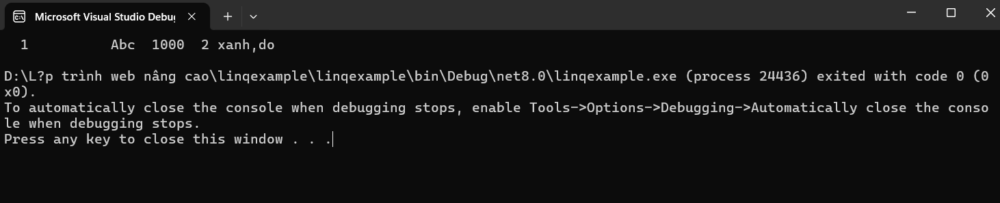 Microsoft Visual Studio Debug
  1          Abc  1000  2 xanh,do
D:\L?p trình web nâng cao\linqexample\linqexample\bin\Debug\net8.0\linqexample.exe (process 24436) exited with code 0 (0
x0).
To automatically close the console when debugging stops, enable Tools->Options->Debugging->Automatically close the conso
le when debugging stops.
Press any key to close this window . . .